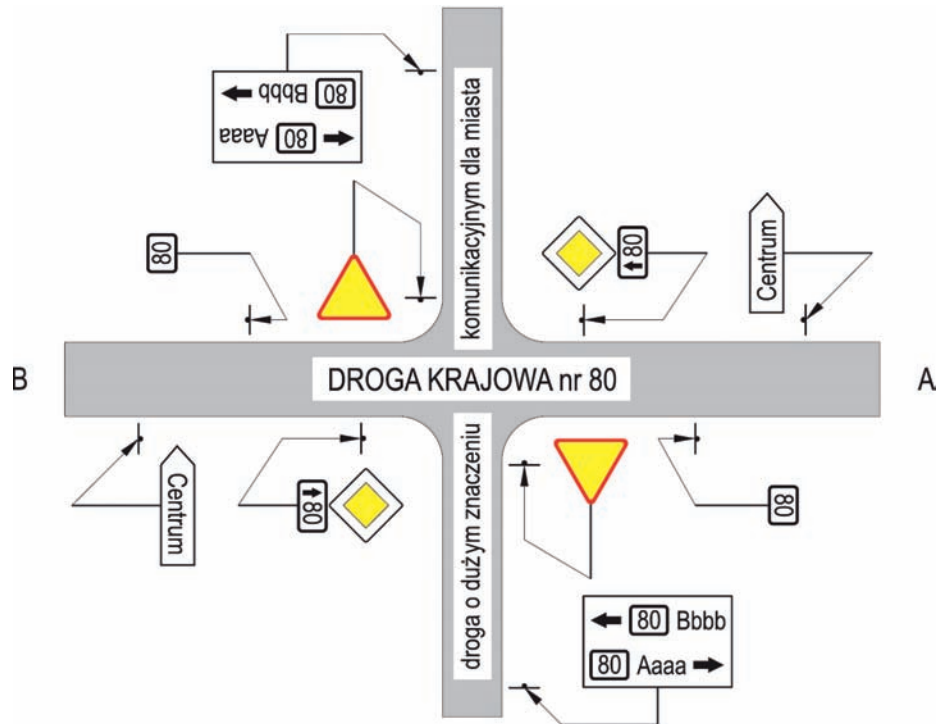 Bbbb 80
80 Aaaa
komunikacyjnym dla miasta
80
80
Centrum
B
DROGA KRAJOWA nr 80
A
Centrum
80
80
droga o dużym znaczeniu
80 Bbbb
80 Aaaa